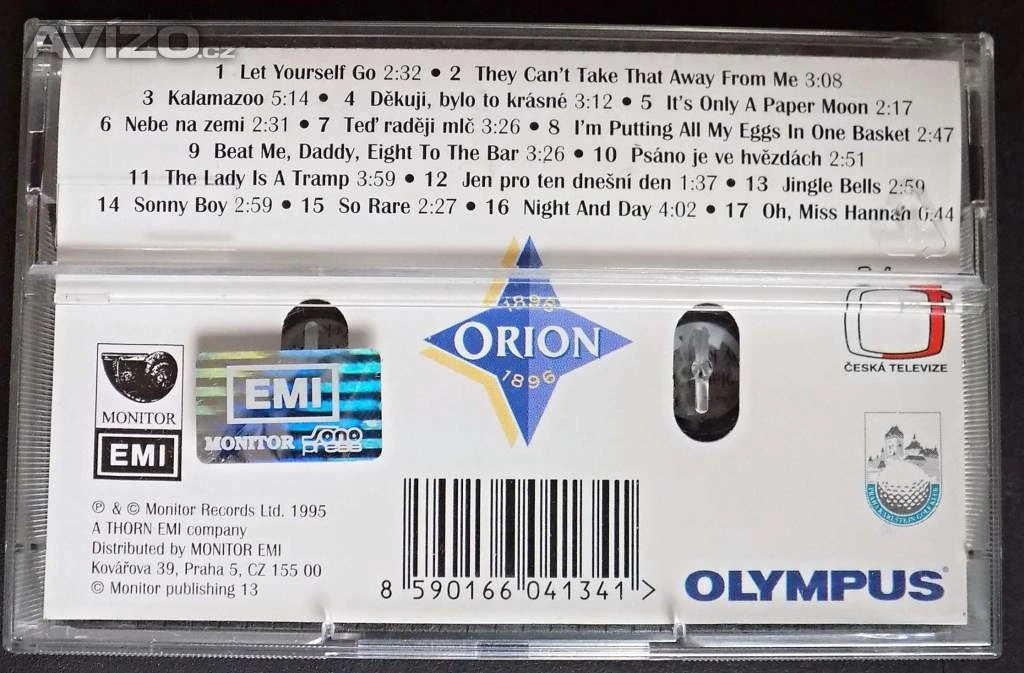 AVÍZO.cz
1 Let Yourself Go 2:32 • 2 They Can't Take That Away From Me 3:08
3 Kalamazoo 5:14 • 4 Děkuji, bylo to krásné 3:12 • 5 It's Only A Paper Moon 2:17
6 Nebe na zemi 2:31 • 7 Teď raději mlč 3:26 • 8 I'm Putting All My Eggs In One Basket 2:47
9 Beat Me, Daddy, Eight To The Bar 3:26 • 10 Psáno je ve hvězdách 2:51
11 The Lady Is A Tramp 3:59 • 12 Jen pro ten dnešní den 1:37 • 13 Jingle Bells 2:59
14 Sonny Boy 2:59 • 15 So Rare 2:27 • 16 Night And Day 4:02 • 17 Oh, Miss Hannah 0:44
1896
ORION
1896
ČESKÁ TELEVIZE
MONITOR
EMI
EMI
MONITOR sono press
℗ & © Monitor Records Ltd. 1995
A THORN EMI company
Distributed by MONITOR EMI
Kovářova 39, Praha 5, CZ 155 00
© Monitor publishing 13
8 590166 041341 >
OLYMPUS